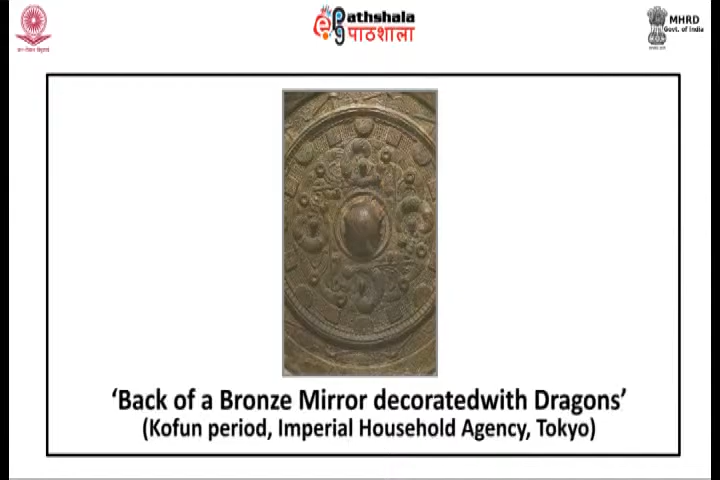 ePathshala
पाठशाला
MHRD
Govt. of India
‘Back of a Bronze Mirror decoratedwith Dragons’
(Kofun period, Imperial Household Agency, Tokyo)